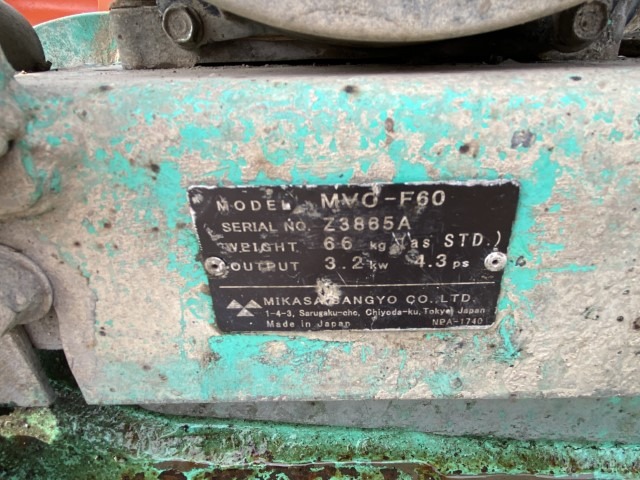 MODEL MVC-F60
SERIAL NO. Z3865A
WEIGHT 66 kg (as STD.)
OUTPUT 3.2 kw 4.3 ps
MIKASA SANGYO CO., LTD.
1-4-3, Sarugaku-cho, Chiyoda-ku, Tokyo Japan
Made in Japan NPA-1740